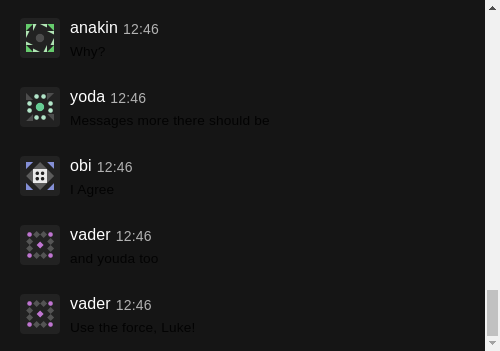 anakin 12:46
Why?
yoda 12:46
Messages more there should be
obi 12:46
I Agree
vader 12:46
and youda too
vader 12:46
Use the force, Luke!